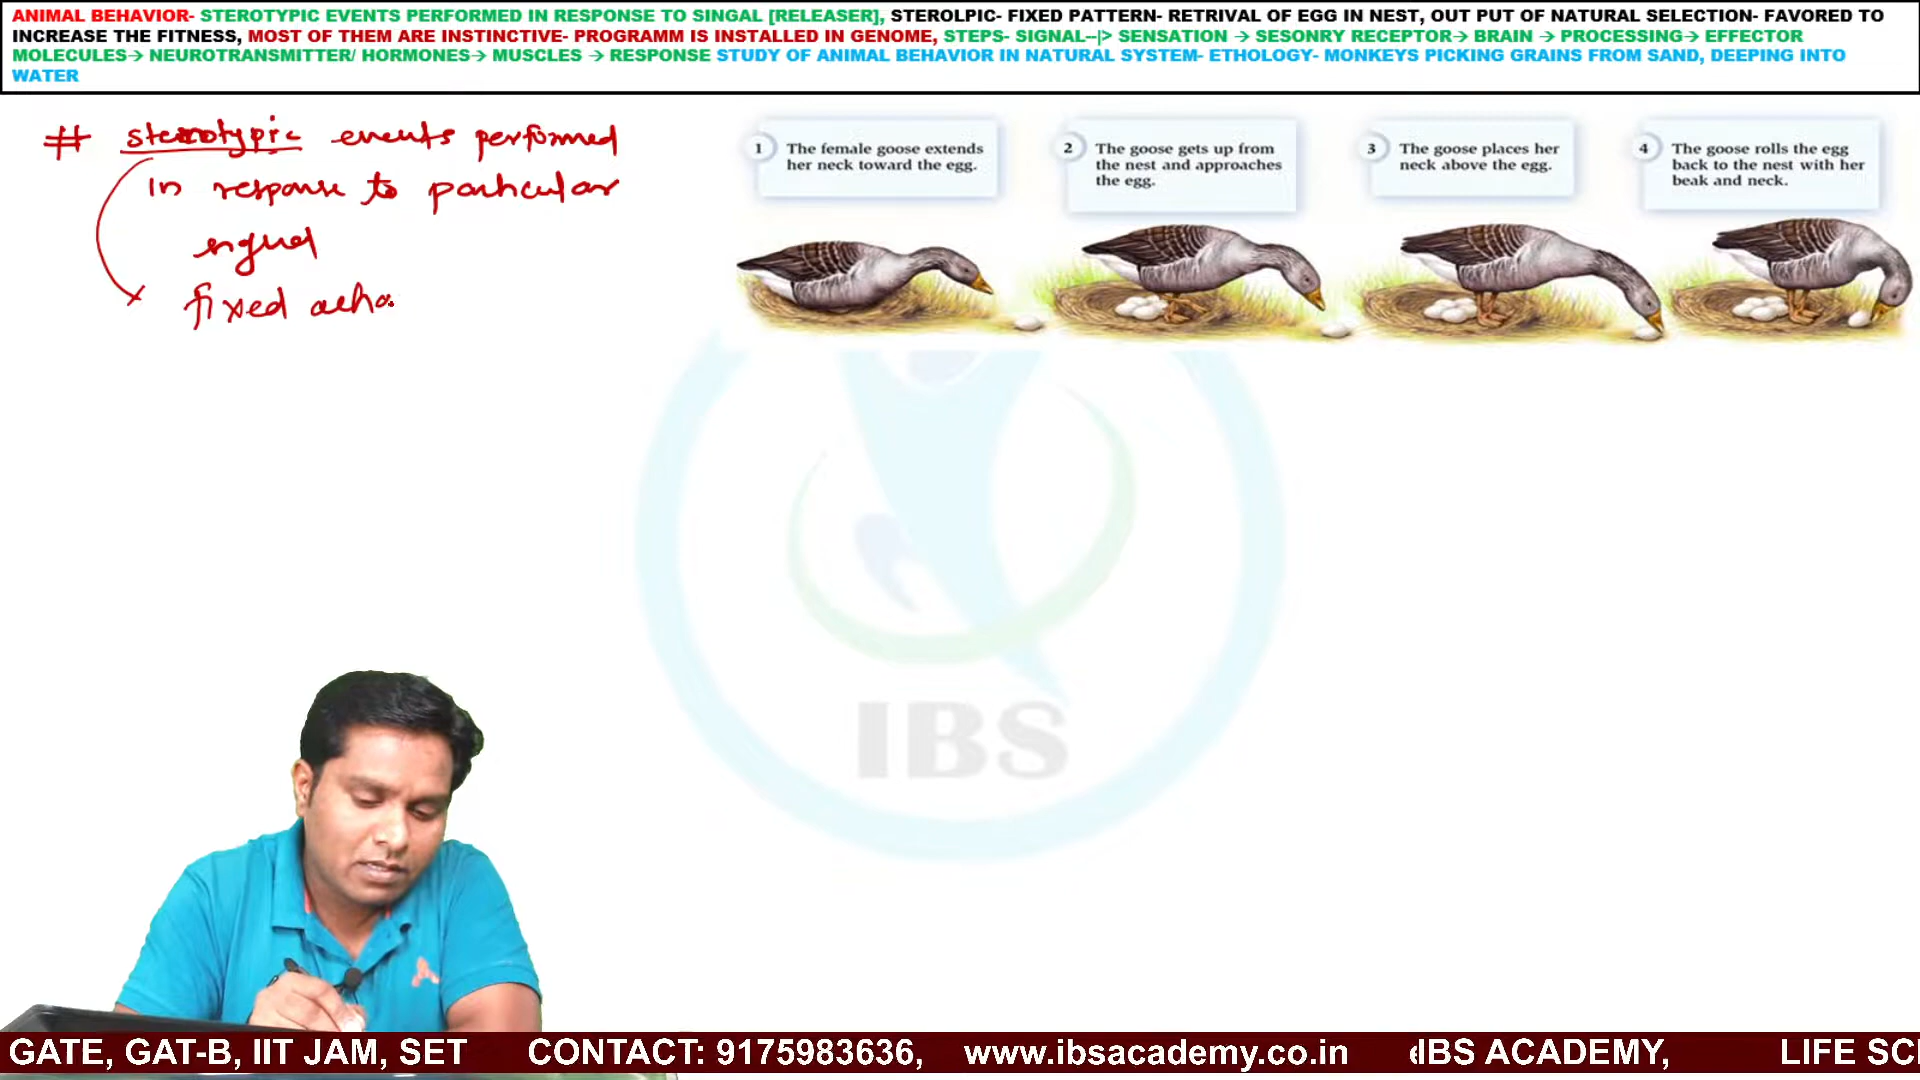 ANIMAL BEHAVIOR- STEROTYPIC EVENTS PERFORMED IN RESPONSE TO SINGAL [RELEASER], STEROLPIC- FIXED PATTERN- RETRIVAL OF EGG IN NEST, OUT PUT OF NATURAL SELECTION- FAVORED TO
INCREASE THE FITNESS, MOST OF THEM ARE INSTINCTIVE- PROGRAMM IS INSTALLED IN GENOME, STEPS- SIGNAL--|> SENSATION → SESONRY RECEPTOR→ BRAIN → PROCESSING→ EFFECTOR
MOLECULES→ NEUROTRANSMITTER/ HORMONES→ MUSCLES → RESPONSE STUDY OF ANIMAL BEHAVIOR IN NATURAL SYSTEM- ETHOLOGY- MONKEYS PICKING GRAINS FROM SAND, DEEPING INTO
WATER
# sterotypic events performed
in response to particular
signal
fixed actio
1 The female goose extends
her neck toward the egg.
2 The goose gets up from
the nest and approaches
the egg.
3 The goose places her
neck above the egg.
4 The goose rolls the egg
back to the nest with her
beak and neck.
IBS
GATE, GAT-B, IIT JAM, SET CONTACT: 9175983636, www.ibsacademy.co.in IBS ACADEMY, LIFE SCI